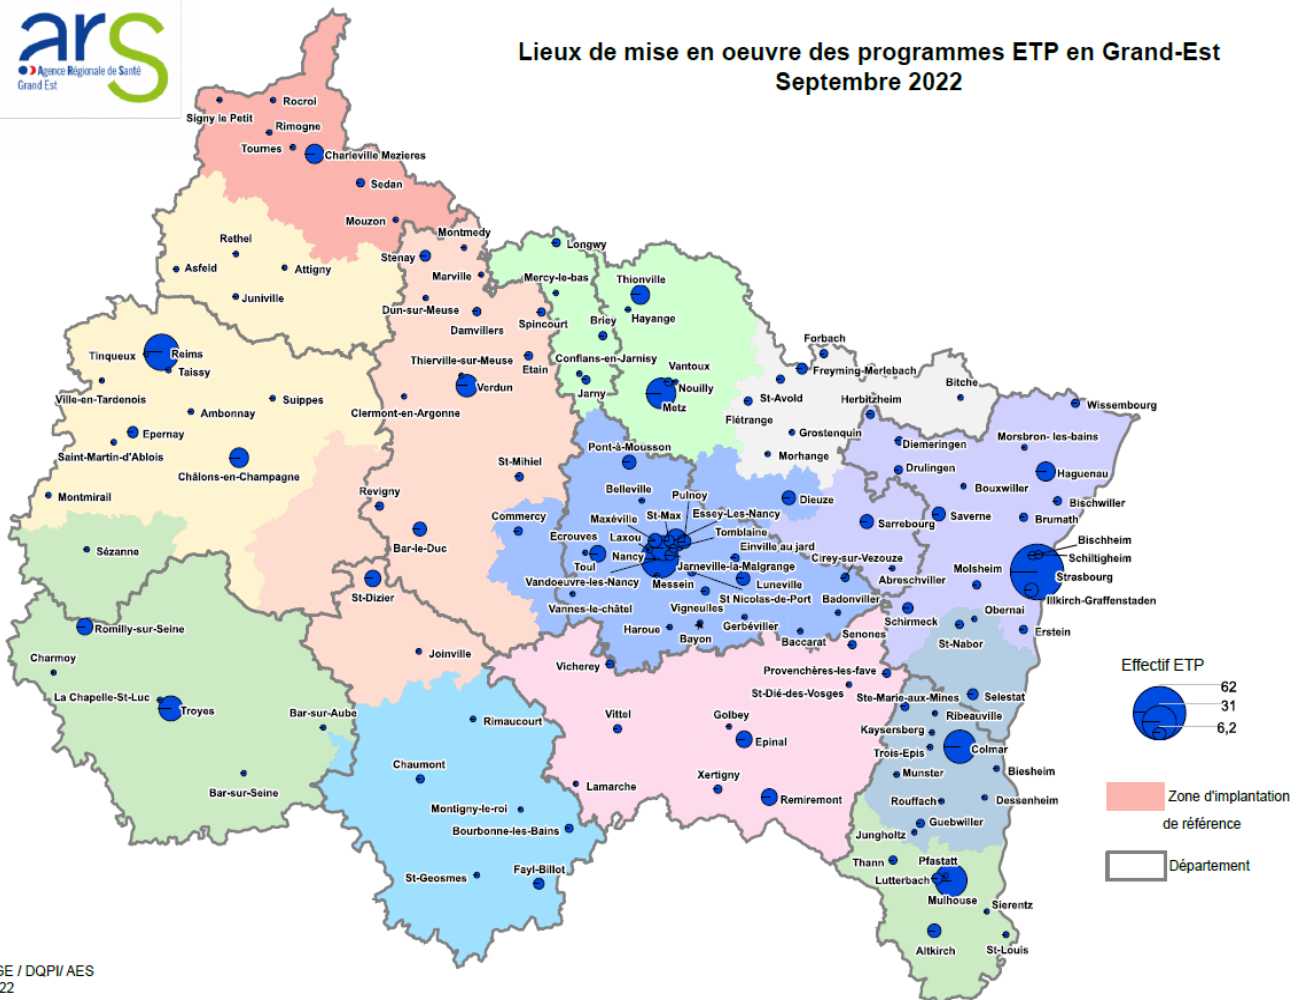 ars
Agence Régionale de Santé
Grand Est
Lieux de mise en oeuvre des programmes ETP en Grand-Est
Septembre 2022
Rocroi
Signy le Petit
Rimogne
Tournes
Charleville Mezieres
Sedan
Mouzon
Montmedy
Rethel
Longwy
Stenay
Asfeld
Attigny
Marville
Mercy-le-bas
Thionville
Juniville
Dun-sur-Meuse
Hayange
Damvillers
Spincourt
Briey
Forbach
Tinqueux
Reims
Thierville-sur-Meuse
Conflans-en-Jarnisy
Taissy
Etain
Vantoux
Freyming-Merlebach
Verdun
Nouilly
Bitche
Jarny
Ville-en-Tardenois
Suippes
Metz
St-Avold
Herbitzheim
Wissembourg
Ambonnay
Clermont-en-Argonne
Flétrange
Epernay
Grostenquin
Morsbron- les-bains
Saint-Martin-d'Ablois
Pont-à-Mousson
Diemeringen
Châlons-en-Champagne
St-Mihiel
Morhange
Drulingen
Haguenau
Revigny
Belleville
Pulnoy
Bouxwiller
Montmirail
Dieuze
Bischwiller
Commercy
Maxéville
St-Max
Essey-Les-Nancy
Sarrebourg
Saverne
Brumath
Bar-le-Duc
Ecrouves
Laxou
Tomblaine
Bischheim
Sézanne
Nancy
Einville au jard
Cirey-sur-Vezouze
Schiltigheim
Toul
Jarneville-la-Malgrange
Molsheim
Strasbourg
Vandoeuvre-les-Nancy
Messein
Luneville
Abreschviller
St-Dizier
St Nicolas-de-Port
Badonviller
Illkirch-Graffenstaden
Vannes-le-châtel
Vigneulles
Obernai
Romilly-sur-Seine
Haroue
Gerbéviller
Schirmeck
Erstein
Bayon
Baccarat
Senones
St-Nabor
Charmoy
Joinville
Vicherey
Provenchères-les-fave
Effectif ETP
62
31
6,2
La Chapelle-St-Luc
St-Dié-des-Vosges
Ste-Marie-aux-Mines
Selestat
Troyes
Bar-sur-Aube
Rimaucourt
Vittel
Golbey
Ribeauville
Kaysersberg
Epinal
Trois-Epis
Colmar
Chaumont
Xertigny
Munster
Biesheim
Bar-sur-Seine
Lamarche
Montigny-le-roi
Remiremont
Rouffach
Dessenheim
Zone d'implantation
de référence
Bourbonne-les-Bains
Guebwiller
Jungholtz
Fayl-Billot
Thann
Pfastatt
Département
St-Geosmes
Lutterbach
Mulhouse
Sierentz
Altkirch
St-Louis
GE / DQPI/ AES
22